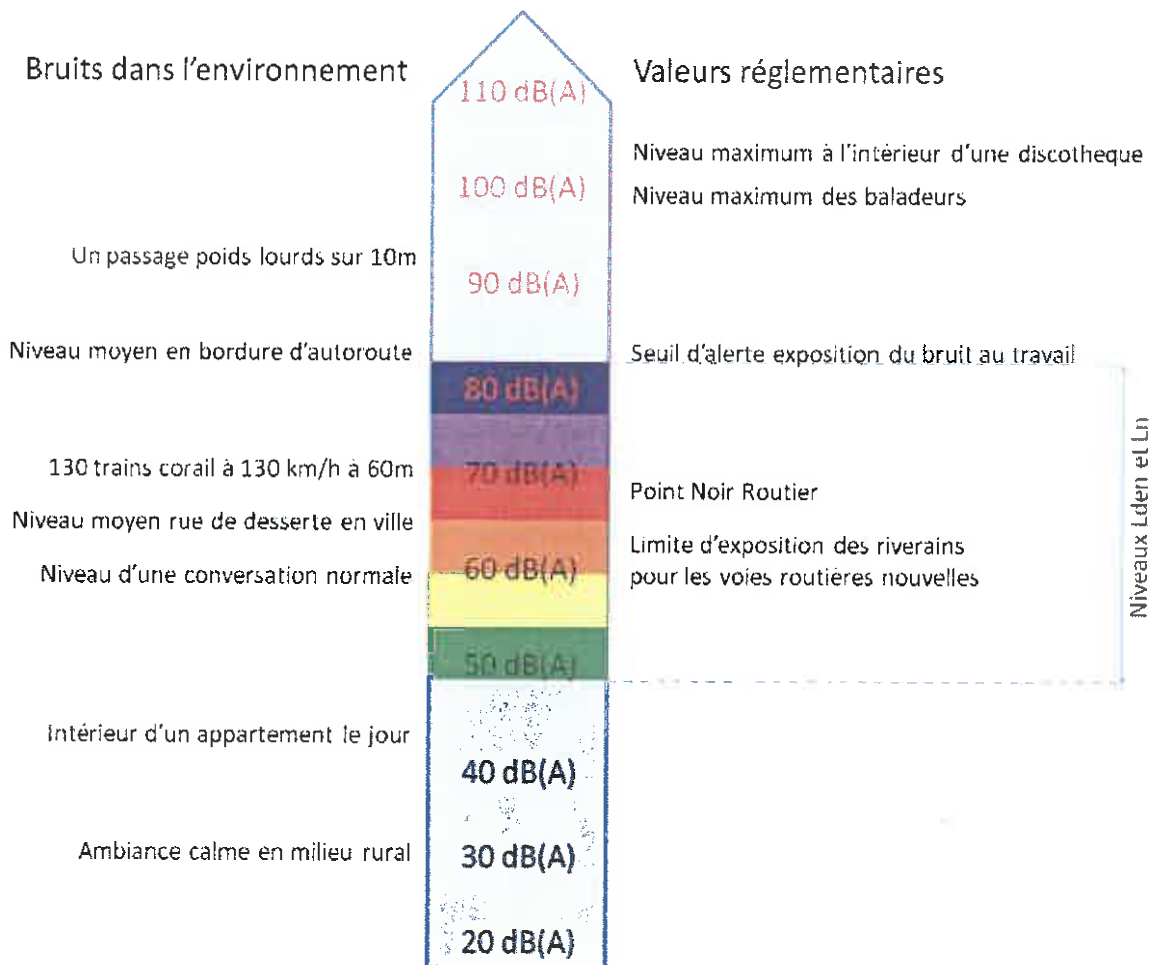 Bruits dans l'environnement
Valeurs réglementaires
110 dB(A)
Niveau maximum à l'intérieur d'une discotheque
100 dB(A)
Niveau maximum des baladeurs
Un passage poids lourds sur 10m
90 dB(A)
Niveau moyen en bordure d'autoroute
Seuil d'alerte exposition du bruit au travail
80 dB(A)
130 trains corail à 130 km/h à 60m
70 dB(A)
Point Noir Routier
Niveau moyen rue de desserte en ville
Limite d'exposition des riverains
pour les voies routières nouvelles
Niveau d'une conversation normale
60 dB(A)
Niveaux Lden et Ln
50 dB(A)
Intérieur d'un appartement le jour
40 dB(A)
Ambiance calme en milieu rural
30 dB(A)
20 dB(A)